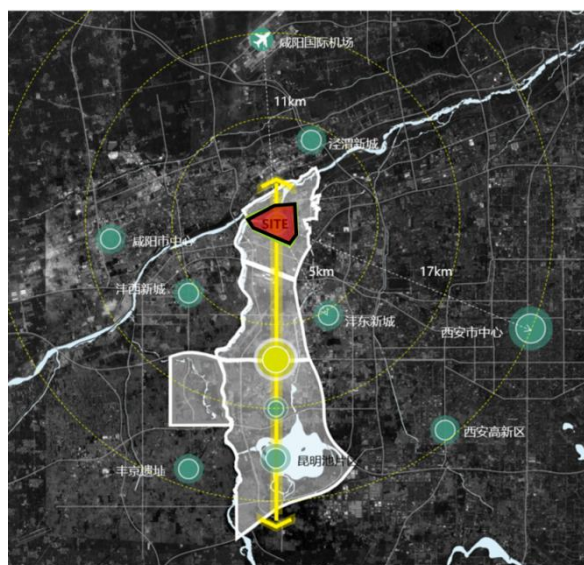 咸阳国际机场
11km
泾渭新城
SITE
咸阳市中心
5km
17km
沣西新城
沣东新城
西安市中心
西安高新区
昆明池片区
丰京遗址